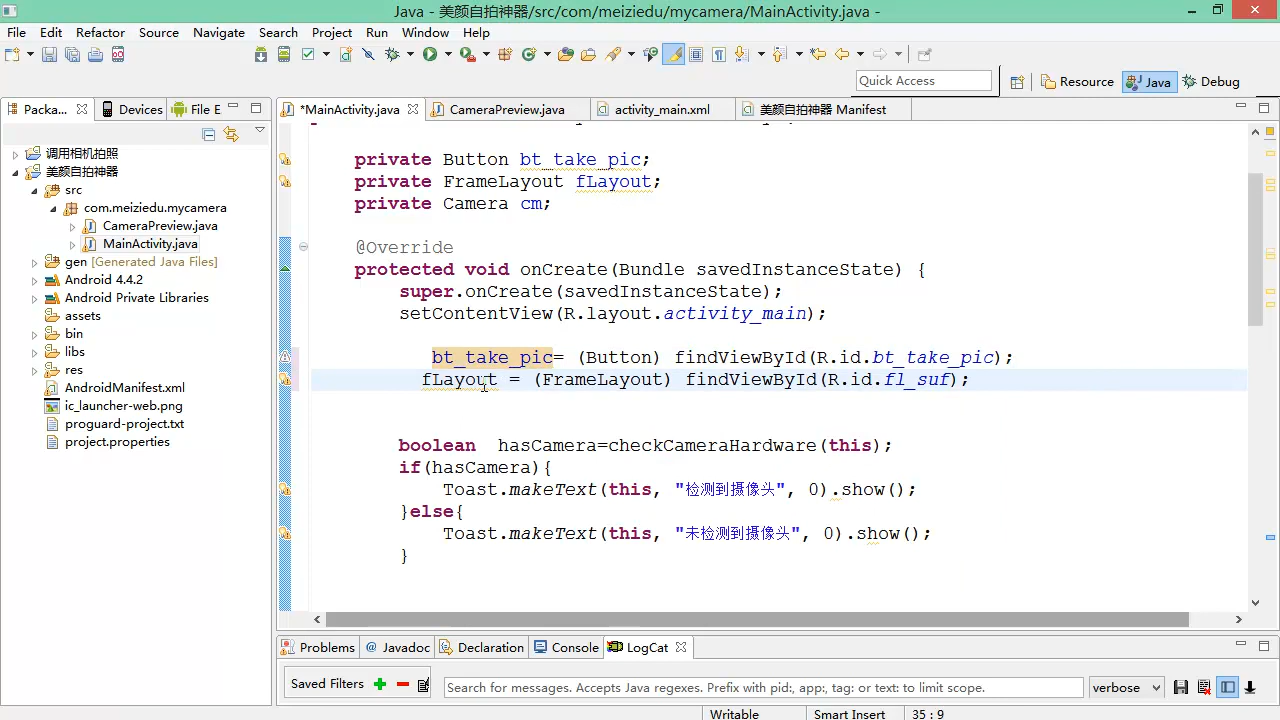 Java - 美颜自拍神器/src/com/meiziedu/mycamera/MainActivity.java -
File Edit Refactor Source Navigate Search Project Run Window Help
Quick Access
Resource Java Debug
Packa... Devices File E
*MainActivity.java CameraPreview.java activity_main.xml 美颜自拍神器 Manifest
调用相机拍照
美颜自拍神器
src
com.meiziedu.mycamera
CameraPreview.java
MainActivity.java
gen [Generated Java Files]
Android 4.4.2
Android Private Libraries
assets
bin
libs
res
AndroidManifest.xml
ic_launcher-web.png
proguard-project.txt
project.properties
private Button bt_take_pic;
private FrameLayout fLayout;
private Camera cm;
@Override
protected void onCreate(Bundle savedInstanceState) {
super.onCreate(savedInstanceState);
setContentView(R.layout.activity_main);
bt_take_pic= (Button) findViewById(R.id.bt_take_pic);
fLayout = (FrameLayout) findViewById(R.id.fl_suf);
boolean hasCamera=checkCameraHardware(this);
if(hasCamera){
Toast.makeText(this, "检测到摄像头", 0).show();
}else{
Toast.makeText(this, "未检测到摄像头", 0).show();
}
Problems Javadoc Declaration Console LogCat
Saved Filters Search for messages. Accepts Java regexes. Prefix with pid:, app:, tag: or text: to limit scope. verbose
Writable Smart Insert 35 : 9